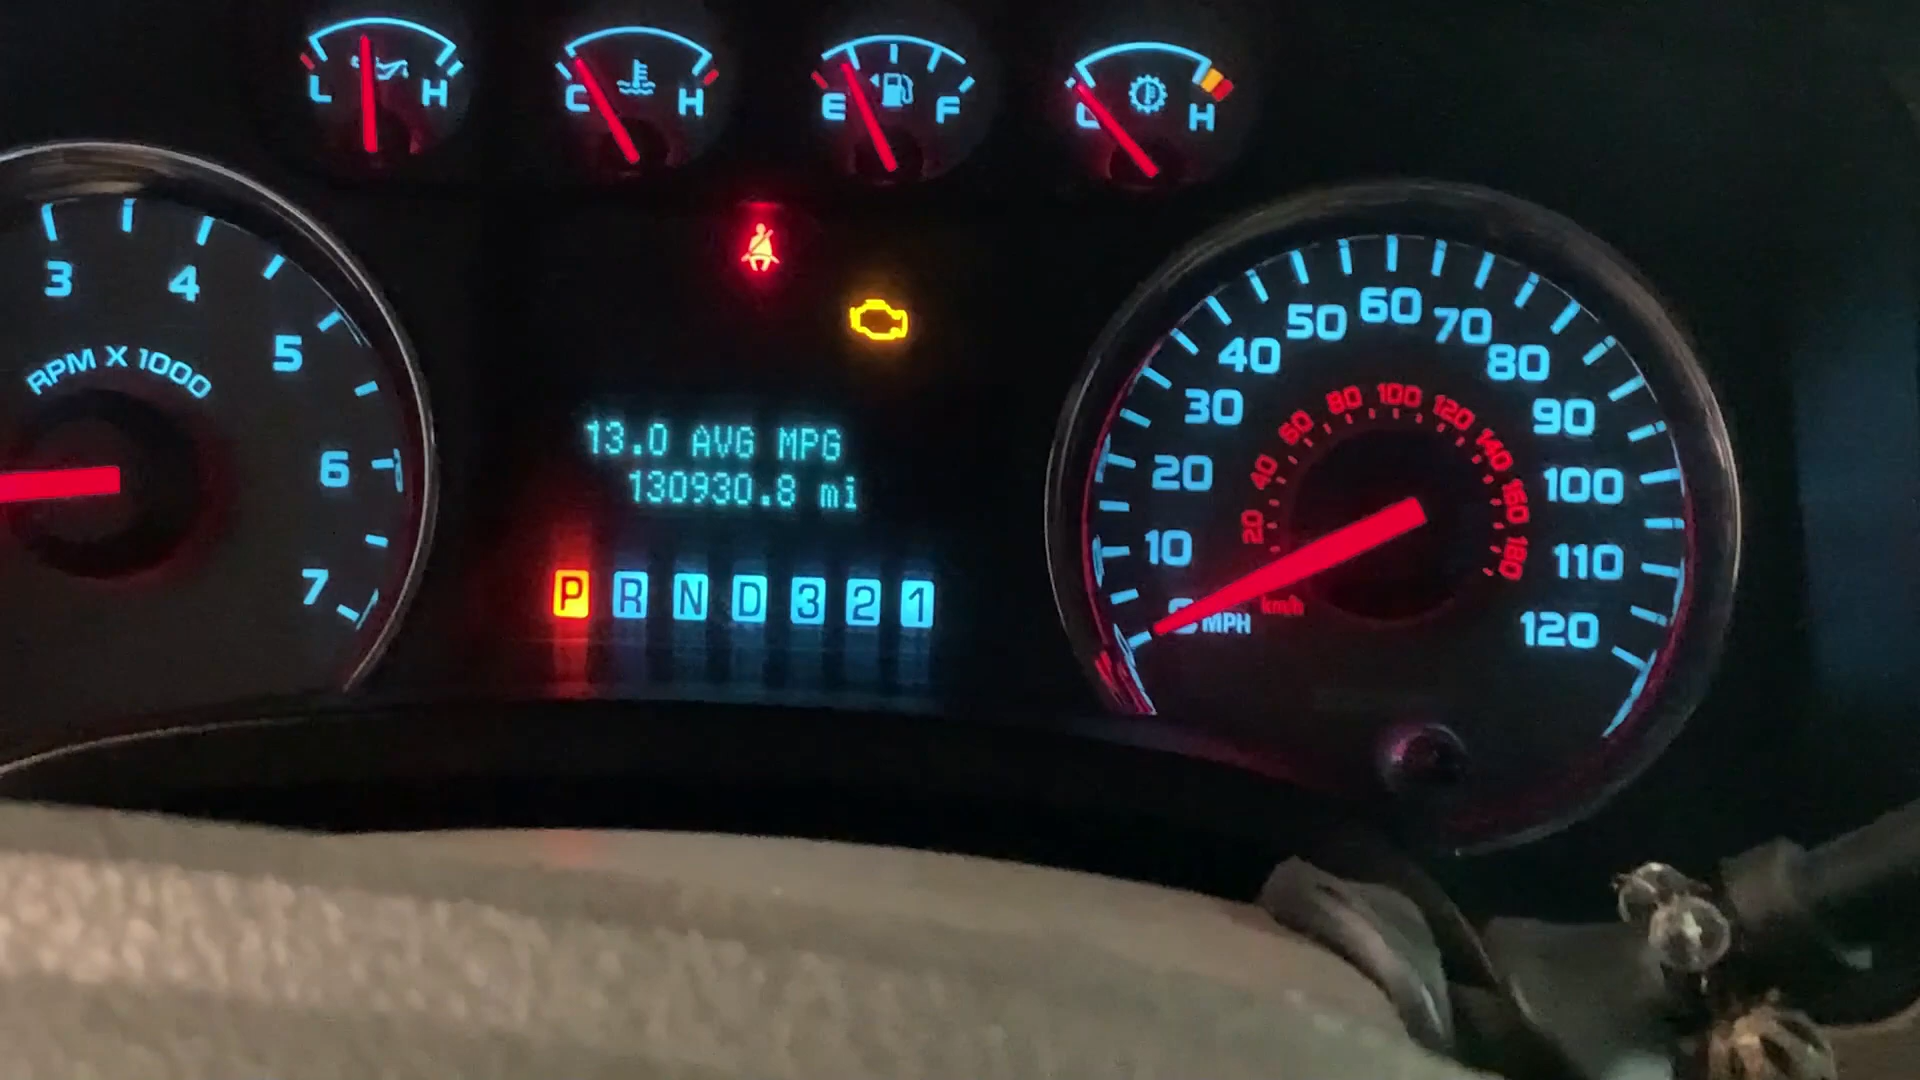 L H
C H
E F
C H
3 4 5 6 7
RPM X 1000
13.0 AVG MPG
130930.8 mi
P R N D 3 2 1
0 10 20 30 40 50 60 70 80 90 100 110 120
MPH
20 40 60 80 100 120 140 160 180
km/h